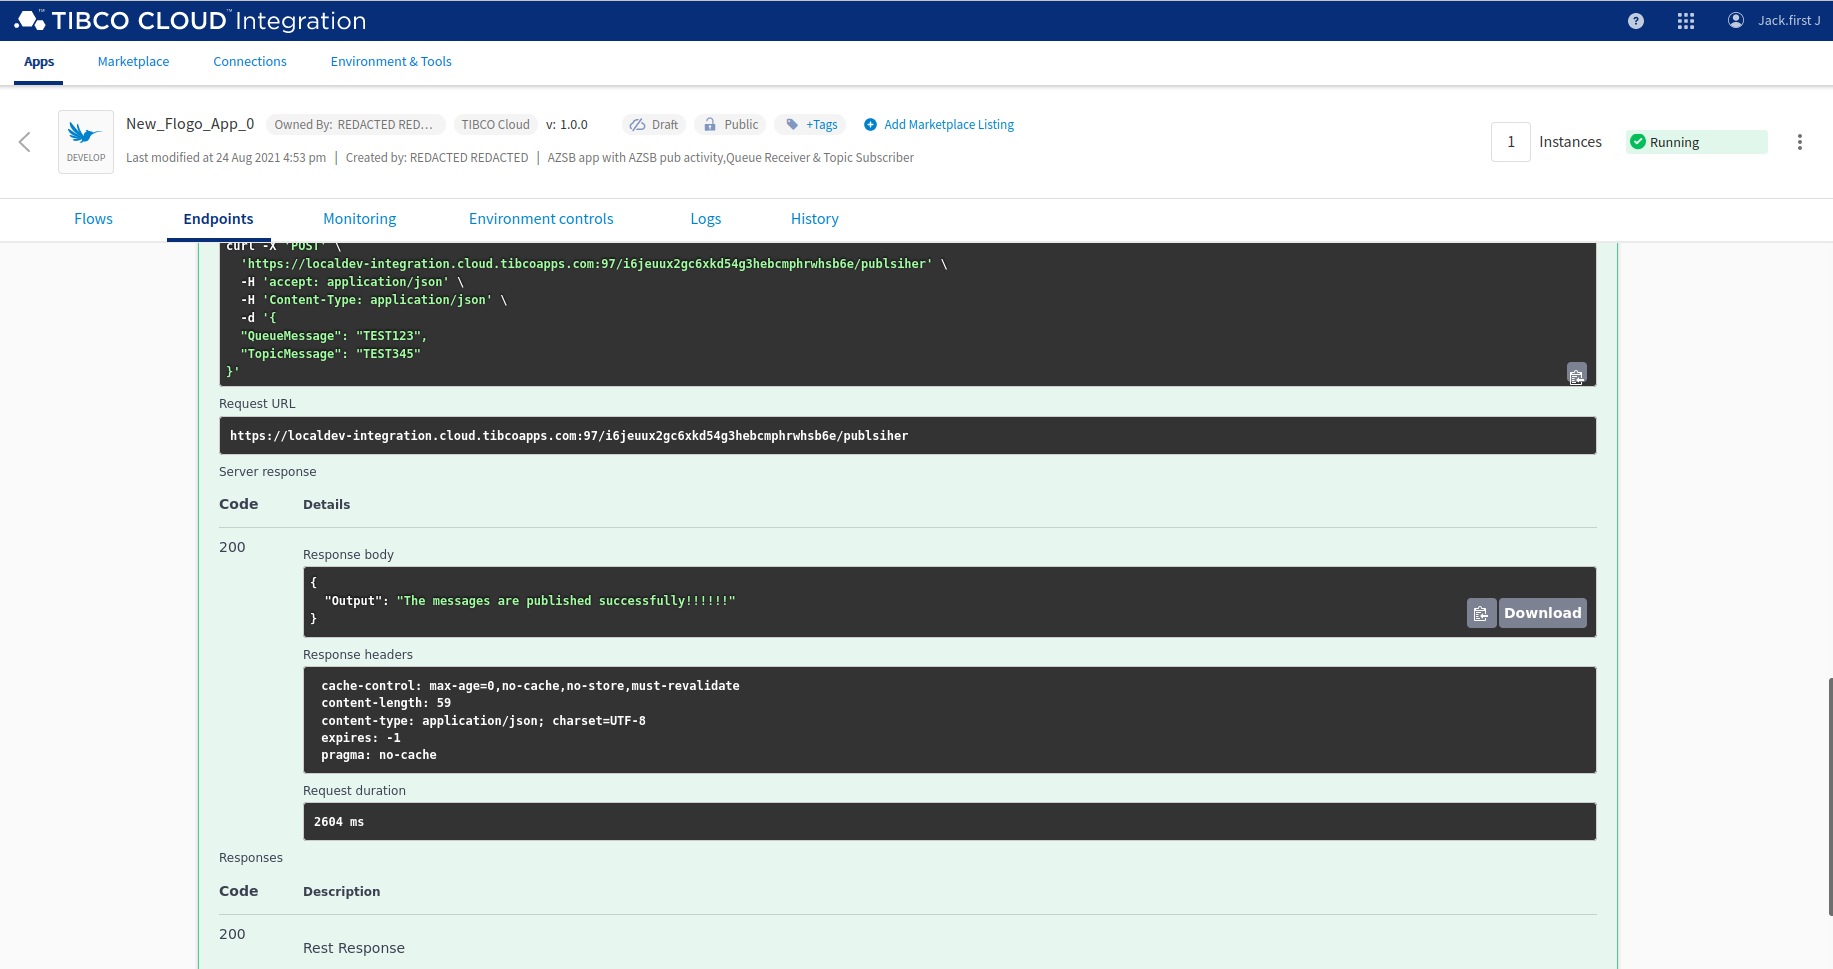 TIBCO CLOUD™ Integration
Jack.first J
Apps Marketplace Connections Environment & Tools
DEVELOP
New_Flogo_App_0 Owned By: REDACTED RED... TIBCO Cloud v: 1.0.0 Draft Public +Tags Add Marketplace Listing
Last modified at 24 Aug 2021 4:53 pm | Created by: REDACTED REDACTED | AZSB app with AZSB pub activity,Queue Receiver & Topic Subscriber
1 Instances Running
Flows Endpoints Monitoring Environment controls Logs History
curl -X 'POST' \
'https://localdev-integration.cloud.tibcoapps.com:97/i6jeuux2gc6xkd54g3hebcmphrwhsb6e/publsiher' \
-H 'accept: application/json' \
-H 'Content-Type: application/json' \
-d '{
"QueueMessage": "TEST123",
"TopicMessage": "TEST345"
}'
Request URL
https://localdev-integration.cloud.tibcoapps.com:97/i6jeuux2gc6xkd54g3hebcmphrwhsb6e/publsiher
Server response
Code Details
200
Response body
{
"Output": "The messages are published successfully!!!!!!"
}
Download
Response headers
cache-control: max-age=0,no-cache,no-store,must-revalidate
content-length: 59
content-type: application/json; charset=UTF-8
expires: -1
pragma: no-cache
Request duration
2604 ms
Responses
Code Description
200
Rest Response